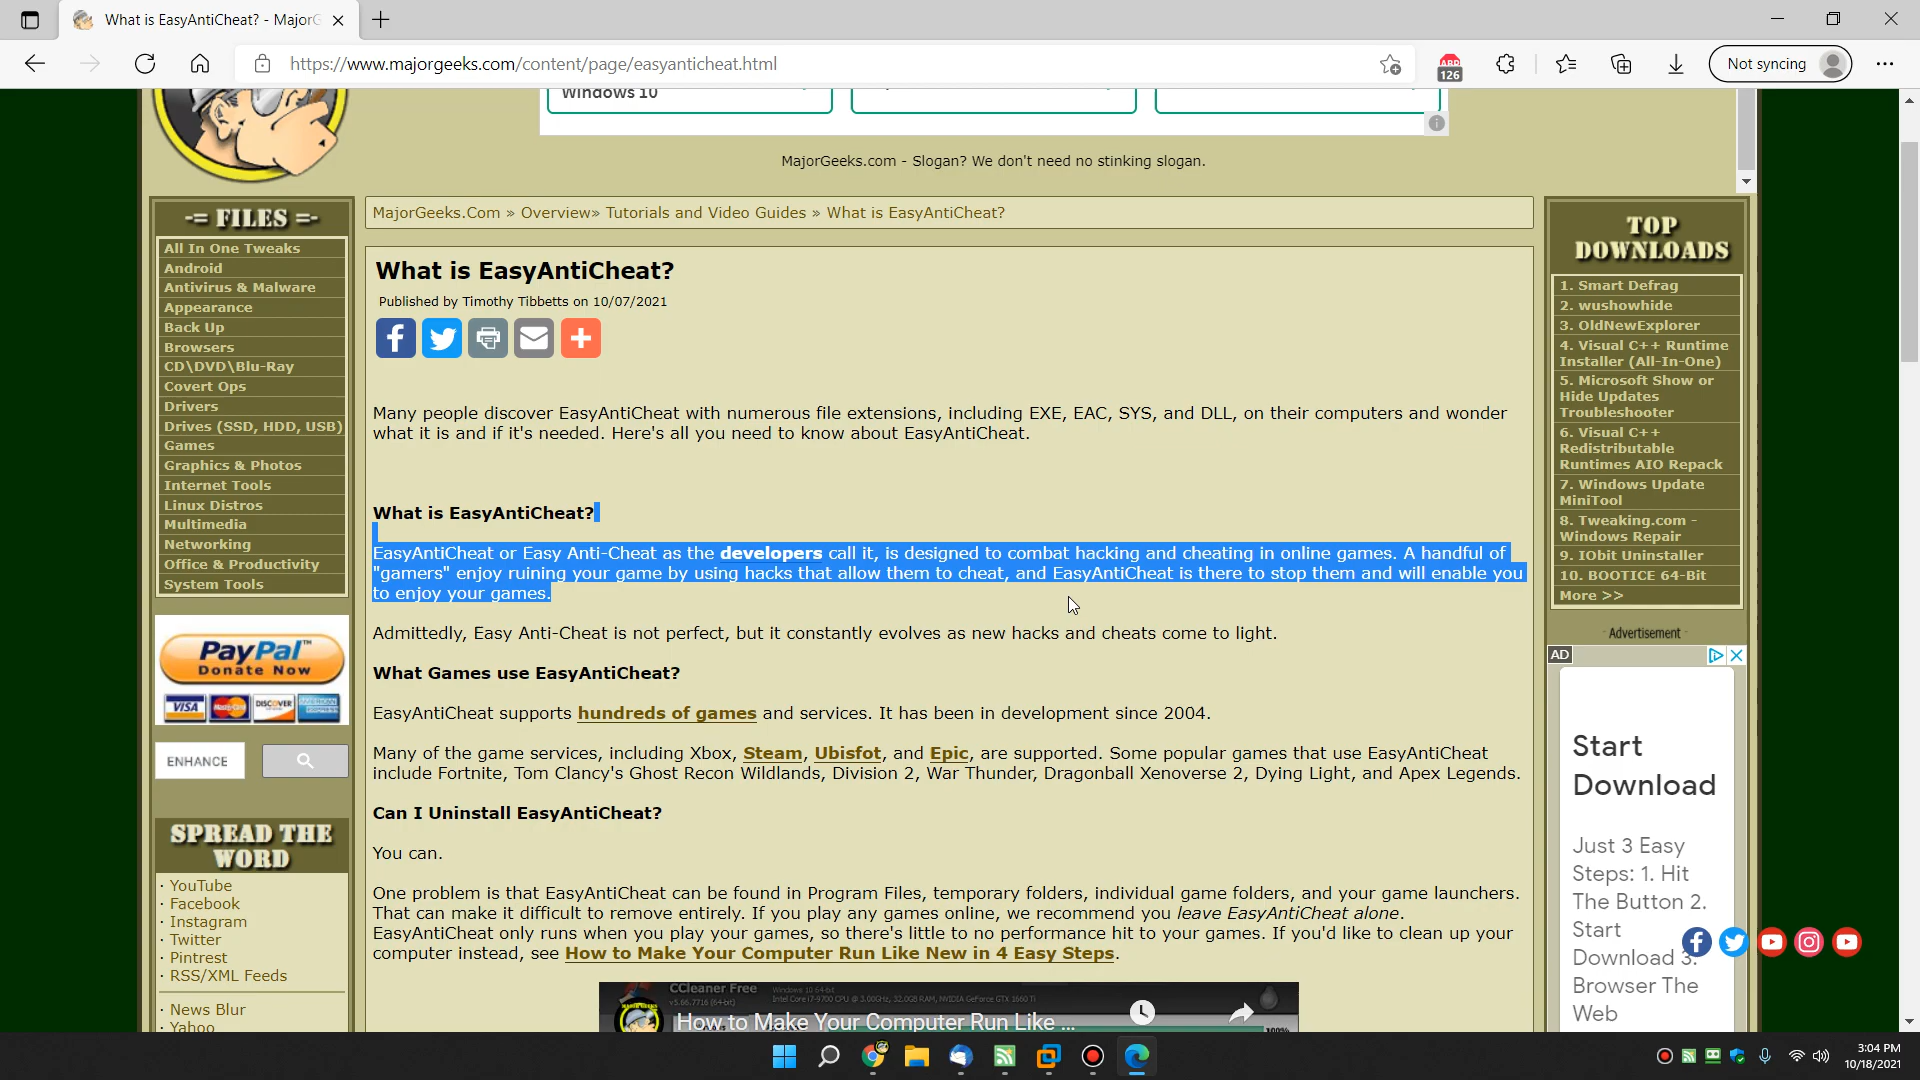 What is EasyAntiCheat? - MajorG
https://www.majorgeeks.com/content/page/easyanticheat.html
ABP
126
Not syncing
Windows 10
MajorGeeks.com - Slogan? We don't need no stinking slogan.
-= FILES =-
All In One Tweaks
Android
Antivirus & Malware
Appearance
Back Up
Browsers
CD\DVD\Blu-Ray
Covert Ops
Drivers
Drives (SSD, HDD, USB)
Games
Graphics & Photos
Internet Tools
Linux Distros
Multimedia
Networking
Office & Productivity
System Tools
PayPal™
Donate Now
VISA MasterCard DISCOVER AMERICAN EXPRESS
ENHANCE
SPREAD THE
WORD
· YouTube
· Facebook
· Instagram
· Twitter
· Pintrest
· RSS/XML Feeds
· News Blur
· Yahoo
MajorGeeks.Com » Overview» Tutorials and Video Guides » What is EasyAntiCheat?
What is EasyAntiCheat?
Published by Timothy Tibbetts on 10/07/2021
Many people discover EasyAntiCheat with numerous file extensions, including EXE, EAC, SYS, and DLL, on their computers and wonder
what it is and if it's needed. Here's all you need to know about EasyAntiCheat.
What is EasyAntiCheat?
EasyAntiCheat or Easy Anti-Cheat as the developers call it, is designed to combat hacking and cheating in online games. A handful of
"gamers" enjoy ruining your game by using hacks that allow them to cheat, and EasyAntiCheat is there to stop them and will enable you
to enjoy your games.
Admittedly, Easy Anti-Cheat is not perfect, but it constantly evolves as new hacks and cheats come to light.
What Games use EasyAntiCheat?
EasyAntiCheat supports hundreds of games and services. It has been in development since 2004.
Many of the game services, including Xbox, Steam, Ubisfot, and Epic, are supported. Some popular games that use EasyAntiCheat
include Fortnite, Tom Clancy's Ghost Recon Wildlands, Division 2, War Thunder, Dragonball Xenoverse 2, Dying Light, and Apex Legends.
Can I Uninstall EasyAntiCheat?
You can.
One problem is that EasyAntiCheat can be found in Program Files, temporary folders, individual game folders, and your game launchers.
That can make it difficult to remove entirely. If you play any games online, we recommend you leave EasyAntiCheat alone.
EasyAntiCheat only runs when you play your games, so there's little to no performance hit to your games. If you'd like to clean up your
computer instead, see How to Make Your Computer Run Like New in 4 Easy Steps.
CCleaner Free
Windows 10 64-bit
v5.86.7716 (64-bit)
Intel Core i7-9700 CPU @ 3.00GHz, 32.0GB RAM, NVIDIA GeForce GTX 1660 Ti
How to Make Your Computer Run Like ...
100%
TOP
DOWNLOADS
1. Smart Defrag
2. wushowhide
3. OldNewExplorer
4. Visual C++ Runtime
Installer (All-In-One)
5. Microsoft Show or
Hide Updates
Troubleshooter
6. Visual C++
Redistributable
Runtimes AIO Repack
7. Windows Update
MiniTool
8. Tweaking.com -
Windows Repair
9. IObit Uninstaller
10. BOOTICE 64-Bit
More >>
- Advertisement -
AD
Start
Download
Just 3 Easy
Steps: 1. Hit
The Button 2.
Start
Download 3.
Browser The
Web
3:04 PM
10/18/2021